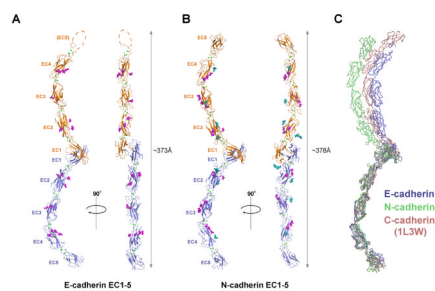 A
B
C
(EC5)
EC4
EC3
EC2
EC1
EC1
EC2
EC3
EC4
EC5
90°
~373Å
E-cadherin EC1-5
EC5
EC4
EC3
EC2
EC1
EC1
EC2
EC3
EC4
EC5
90°
~378Å
N-cadherin EC1-5
E-cadherin
N-cadherin
C-cadherin
(1L3W)